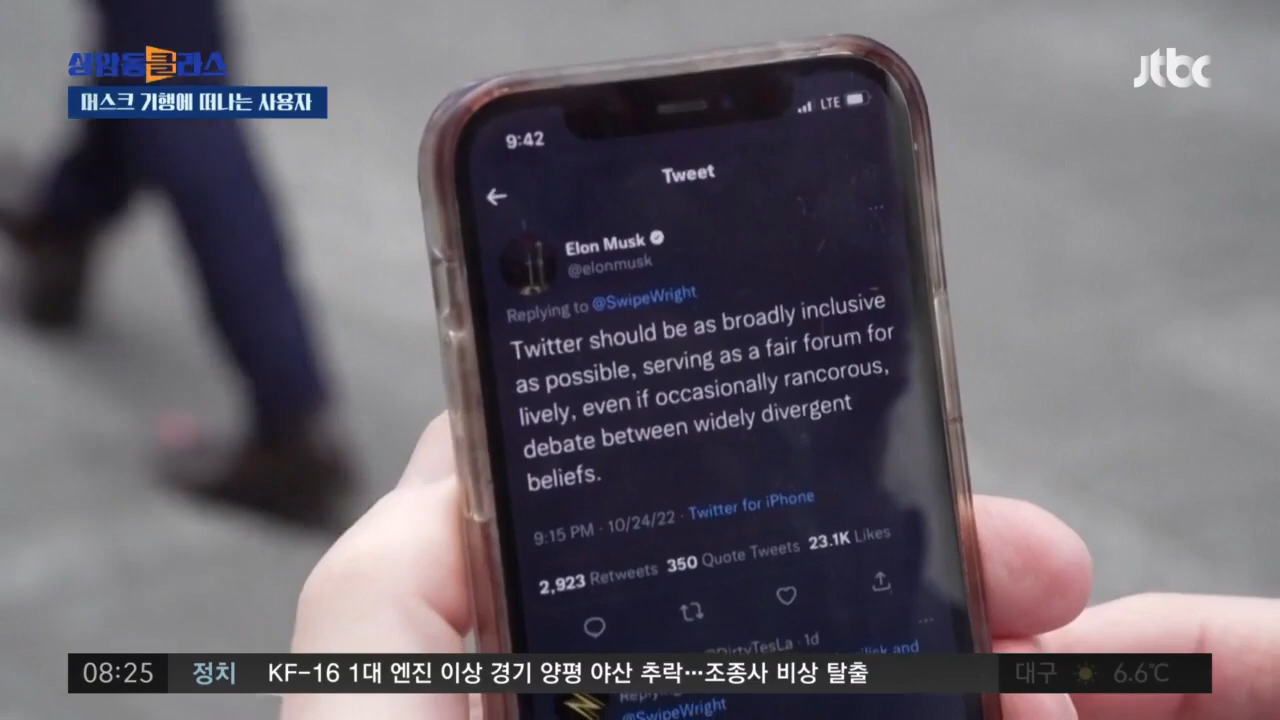 상암동클라스
머스크 기행에 떠나는 사용자
jtbc
9:42
LTE
Tweet
Elon Musk
@elonmusk
Replying to @SwipeWright
Twitter should be as broadly inclusive
as possible, serving as a fair forum for
lively, even if occasionally rancorous,
debate between widely divergent
beliefs.
9:15 PM · 10/24/22 · Twitter for iPhone
2,923 Retweets 350 Quote Tweets 23.1K Likes
@DirtyTesLa · 1d
and
@SwipeWright
08:25 정치 KF-16 1대 엔진 이상 경기 양평 야산 추락…조종사 비상 탈출 대구 6.6℃